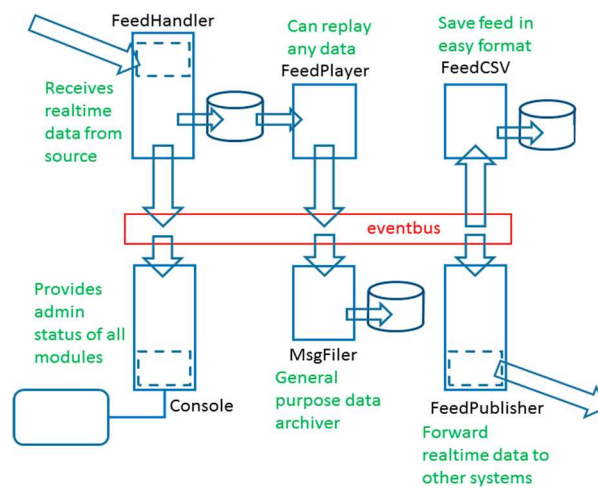 FeedHandler
Receives
realtime
data from
source
Can replay
any data
FeedPlayer
Save feed in
easy format
FeedCSV
eventbus
Provides
admin
status of all
modules
Console
MsgFiler
General
purpose data
archiver
FeedPublisher
Forward
realtime data to
other systems